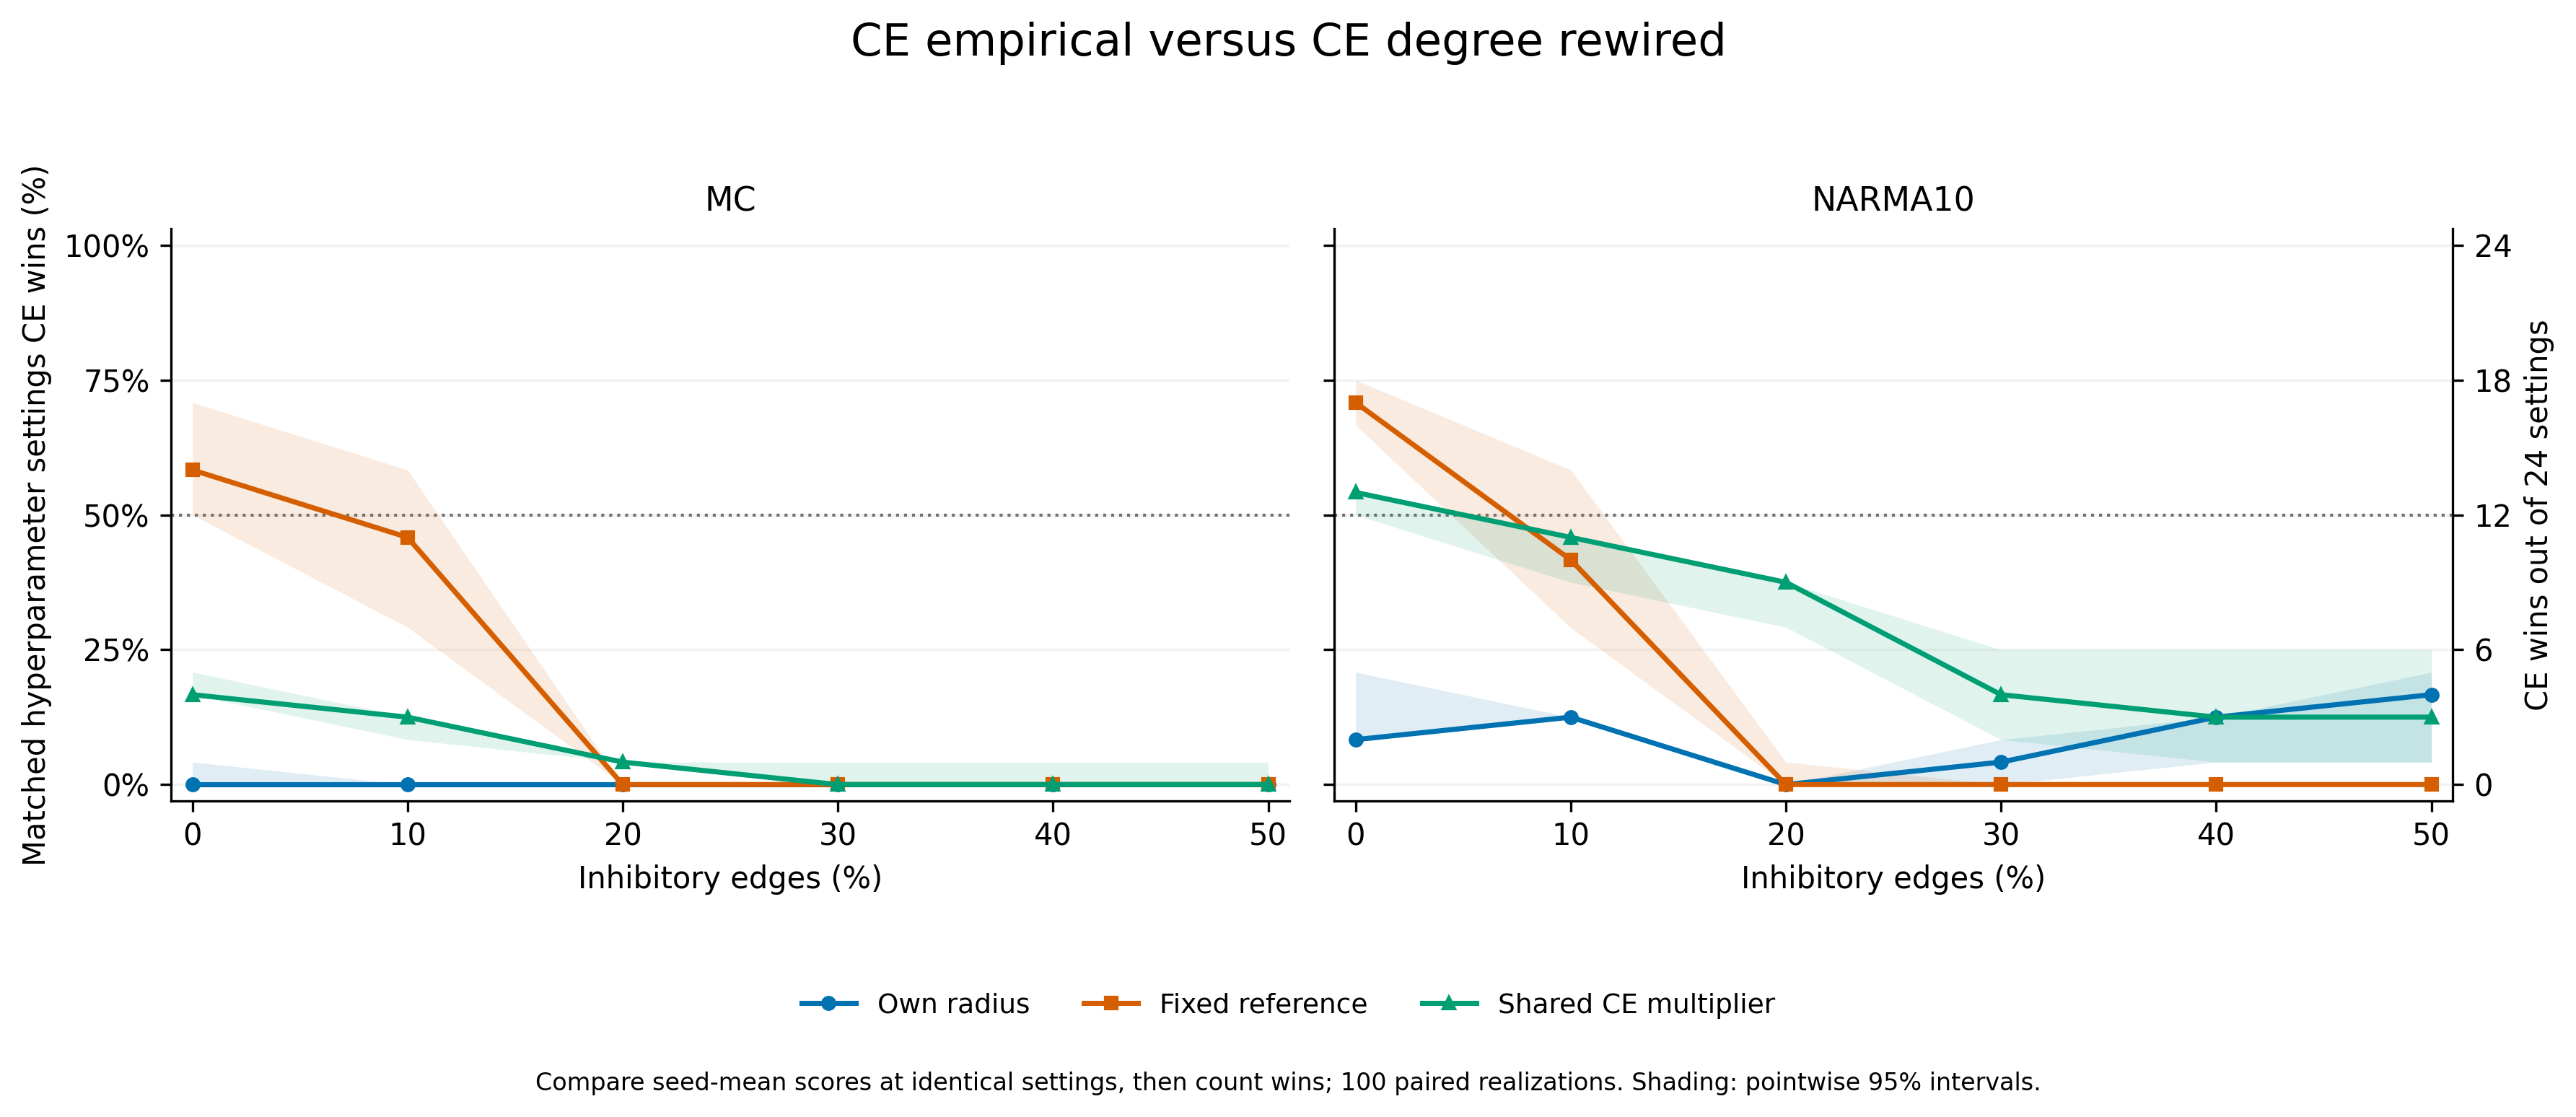 CE empirical versus CE degree rewired
MC
Matched hyperparameter settings CE wins (%)
100%
75%
50%
25%
0%
0 10 20 30 40 50
Inhibitory edges (%)
NARMA10
24
18
12
6
0
CE wins out of 24 settings
0 10 20 30 40 50
Inhibitory edges (%)
Own radius Fixed reference Shared CE multiplier
Compare seed-mean scores at identical settings, then count wins; 100 paired realizations. Shading: pointwise 95% intervals.